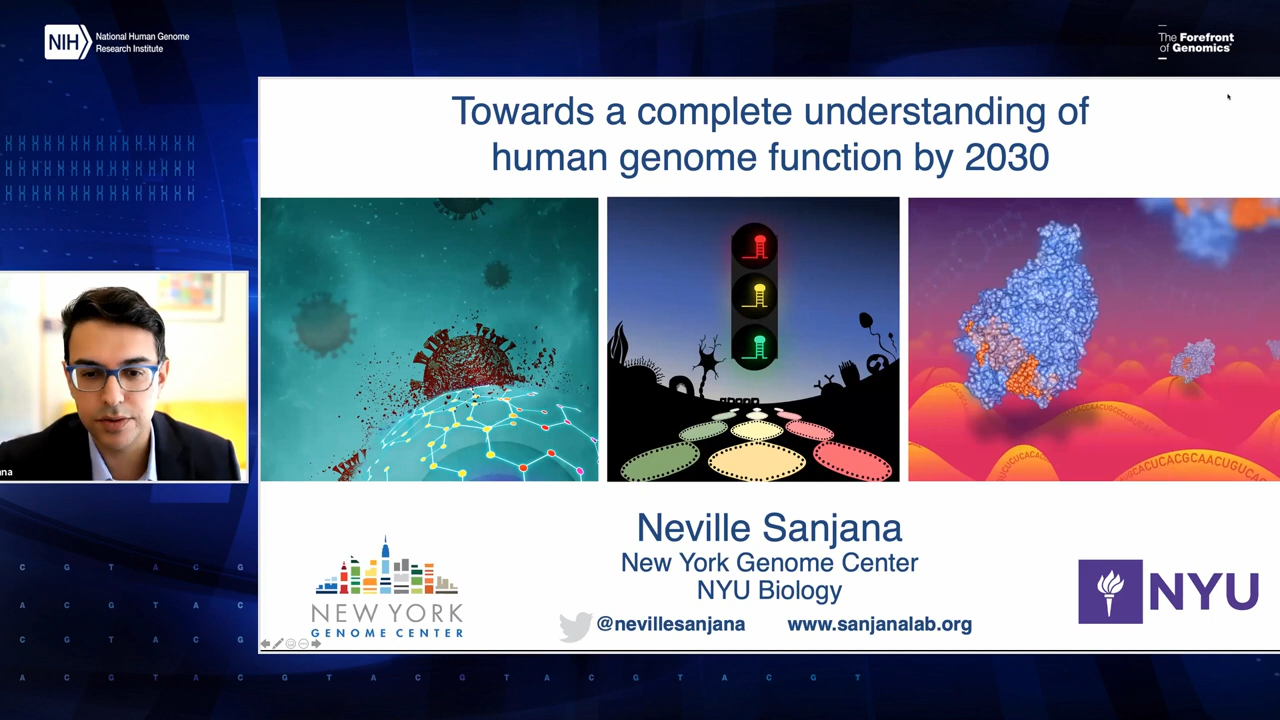 NIH
National Human Genome
Research Institute
The Forefront
of Genomics®
Towards a complete understanding of
human genome function by 2030
na
Neville Sanjana
New York Genome Center
NYU Biology
@nevillesanjana
www.sanjanalab.org
NEW YORK
GENOME CENTER
NYU
C G T A C G
A C G T A C
C G T A C G
A C G T A C G T A C G T A C G T A C G T